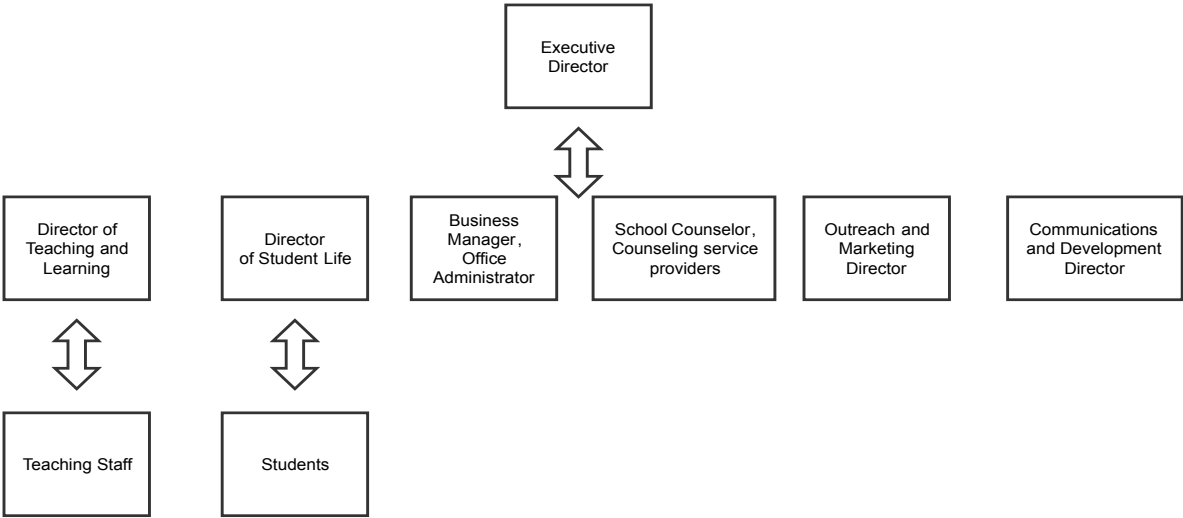 Executive
Director
Director of
Teaching and
Learning
Director
of Student Life
Business
Manager,
Office
Administrator
School Counselor,
Counseling service
providers
Outreach and
Marketing
Director
Communications
and Development
Director
Teaching Staff
Students